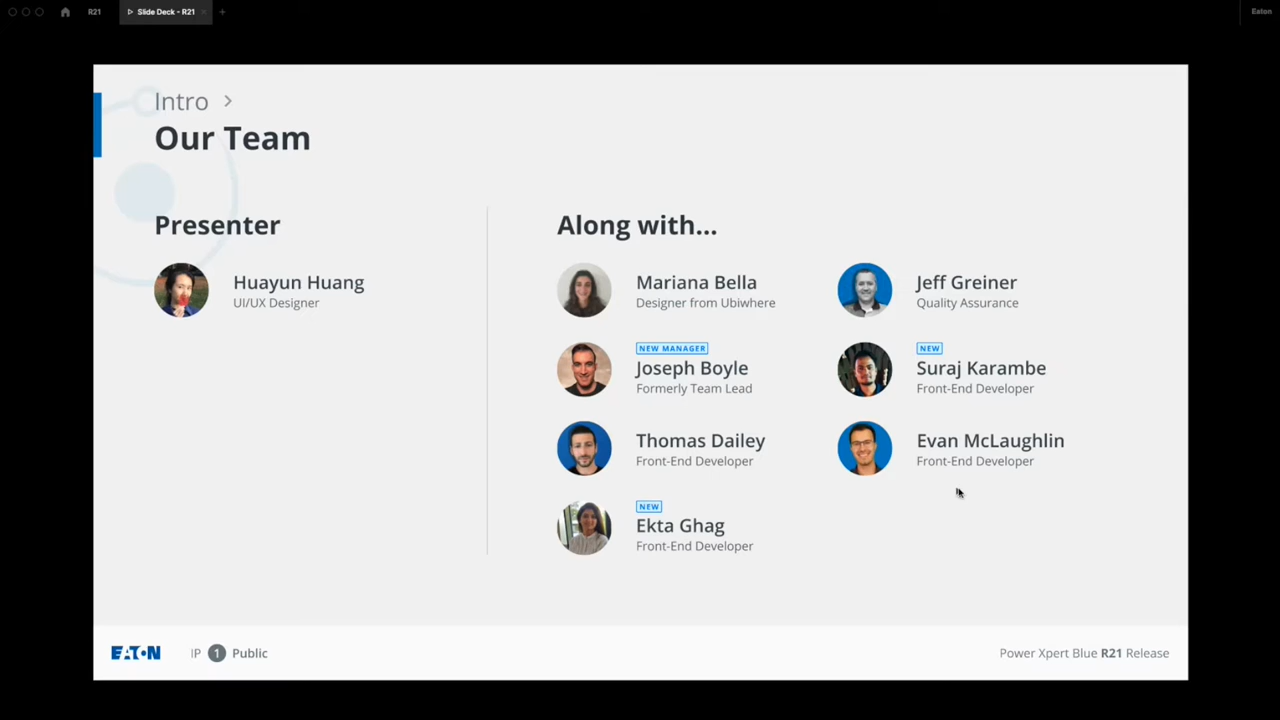 R21
Slide Deck - R21
Eaton
Intro
Our Team
Presenter
Huayun Huang
UI/UX Designer
Along with...
Mariana Bella
Designer from Ubiwhere
NEW MANAGER
Joseph Boyle
Formerly Team Lead
Thomas Dailey
Front-End Developer
NEW
Ekta Ghag
Front-End Developer
Jeff Greiner
Quality Assurance
NEW
Suraj Karambe
Front-End Developer
Evan McLaughlin
Front-End Developer
EATON
IP 1 Public
Power Xpert Blue R21 Release